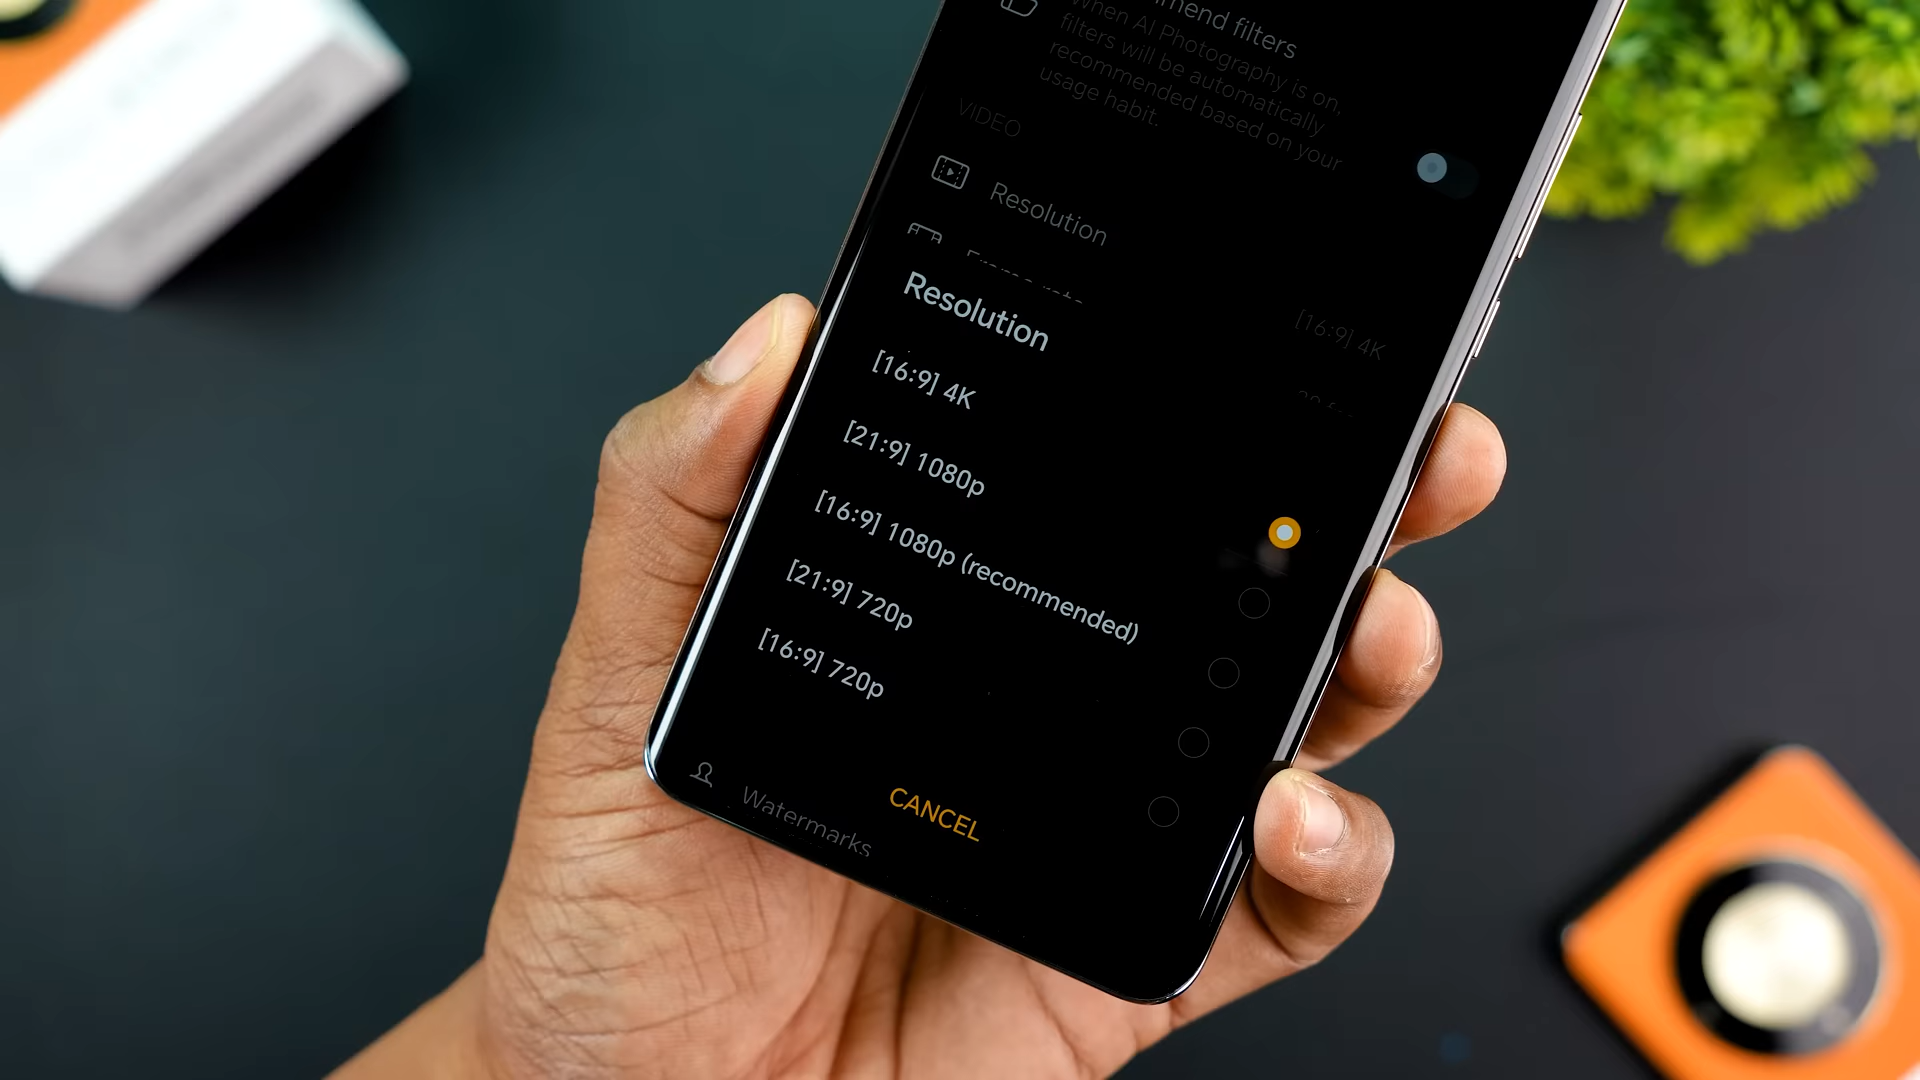 mend filters
When AI Photography is on,
filters will be automatically
recommended based on your
usage habit.
VIDEO
Resolution
[16:9] 4K
Frame rate
Resolution
[16:9] 4K
[21:9] 1080p
[16:9] 1080p (recommended)
[21:9] 720p
[16:9] 720p
CANCEL
Watermarks